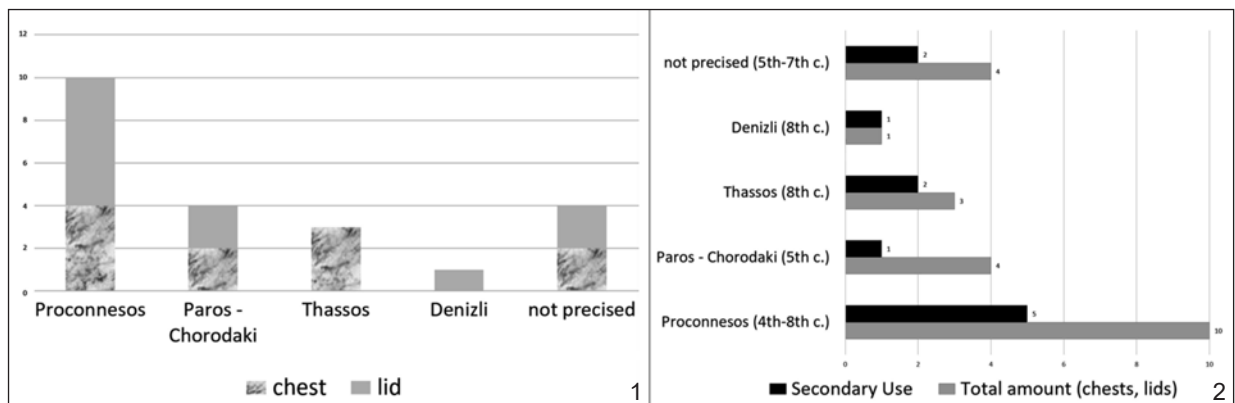 12
10
8
6
4
2
0
Proconnesos
Paros -
Chorodaki
Thassos
Denizli
not precised
chest
lid
1
not precised (5th-7th c.)
2
4
Denizli (8th c.)
1
1
Thassos (8th c.)
2
3
Paros - Chorodaki (5th c.)
1
4
Proconnesos (4th-8th c.)
5
10
0 2 4 6 8 10
Secondary Use
Total amount (chests, lids)
2